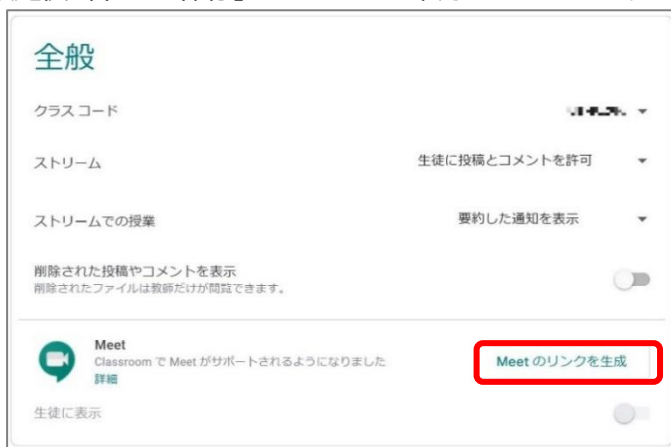 全般
クラス コード
ストリーム
生徒に投稿とコメントを許可
ストリームでの授業
要約した通知を表示
削除された投稿やコメントを表示
削除されたファイルは教師だけが閲覧できます。
Meet
Classroom で Meet がサポートされるようになりました
詳細
Meet のリンクを生成
生徒に表示